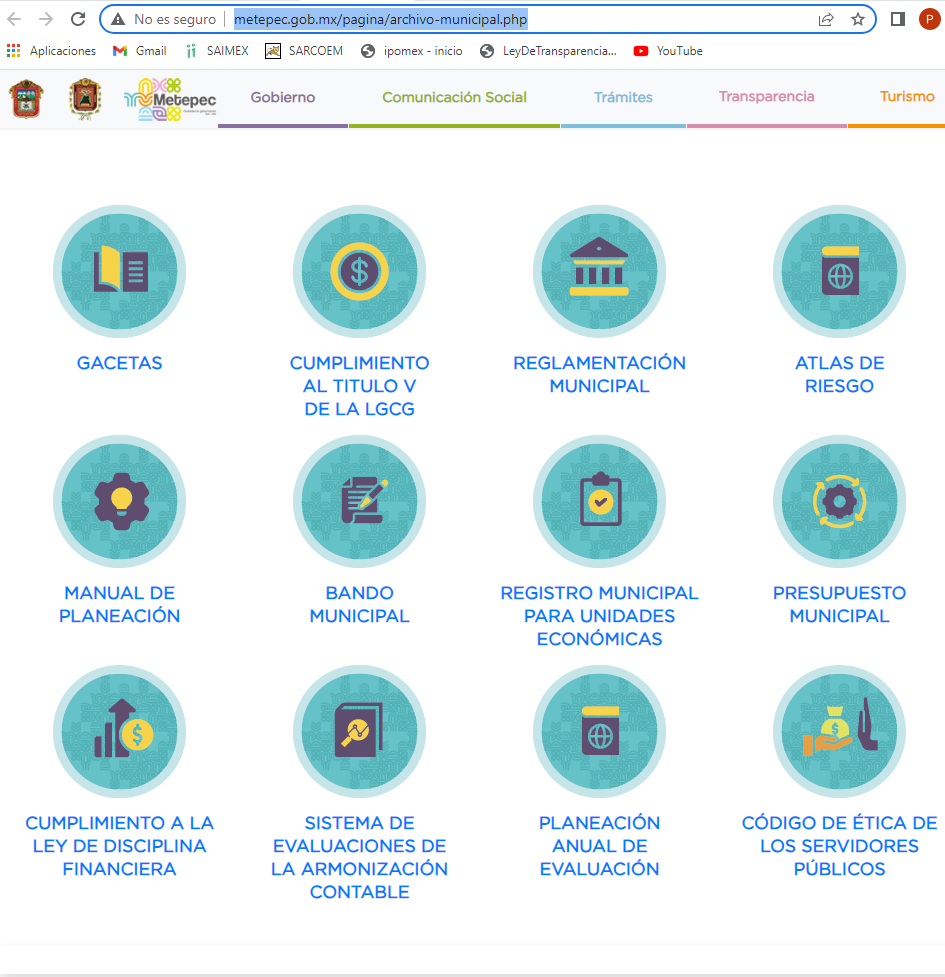 No es seguro | metepec.gob.mx/pagina/archivo-municipal.php
P
Aplicaciones Gmail SAIMEX SARCOEM ipomex - inicio LeyDeTransparencia... YouTube
Metepec Gobierno Comunicación Social Trámites Transparencia Turismo
GACETAS
CUMPLIMIENTO
AL TITULO V
DE LA LGCG
REGLAMENTACIÓN
MUNICIPAL
ATLAS DE
RIESGO
MANUAL DE
PLANEACIÓN
BANDO
MUNICIPAL
REGISTRO MUNICIPAL
PARA UNIDADES
ECONÓMICAS
PRESUPUESTO
MUNICIPAL
CUMPLIMIENTO A LA
LEY DE DISCIPLINA
FINANCIERA
SISTEMA DE
EVALUACIONES DE
LA ARMONIZACIÓN
CONTABLE
PLANEACIÓN
ANUAL DE
EVALUACIÓN
CÓDIGO DE ÉTICA DE
LOS SERVIDORES
PÚBLICOS